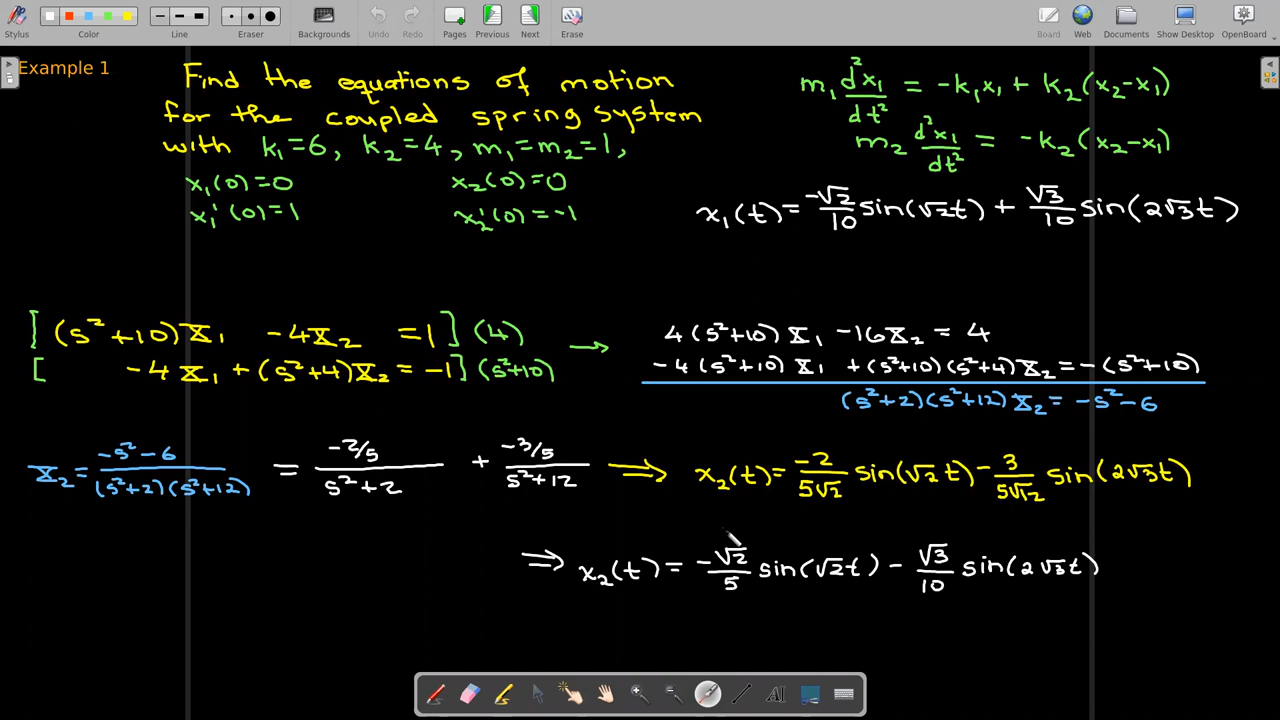 Stylus Color Line Eraser Backgrounds Undo Redo Pages Previous Next Erase Board Web Documents Show Desktop OpenBoard
Example 1
Find the equations of motion
for the coupled spring system
with k₁=6, k₂=4, m₁=m₂=1,
x₁(0)=0 x₂(0)=0
x₁'(0)=1 x₂'(0)=-1
m₁ d²x₁/dt² = -k₁x₁ + k₂(x₂-x₁)
m₂ d²x₁/dt² = -k₂(x₂-x₁)
x₁(t) = -√2/10 sin(√2t) + √3/10 sin(2√3t)
[(s²+10)X₁ -4X₂ =1](4)
[ -4X₁ + (s²+4)X₂ = -1](s²+10)
→
4(s²+10)X₁ -16X₂ = 4
-4(s²+10)X₁ +(s²+10)(s²+4)X₂ = -(s²+10)
(s²+2)(s²+12)X₂ = -s²-6
X₂ = (-s²-6)/((s²+2)(s²+12)) = (-2/5)/(s²+2) + (-3/5)/(s²+12) ⟹ x₂(t) = -2/(5√2) sin(√2t) - 3/(5√12) sin(2√3t)
⟹ x₂(t) = -√2/5 sin(√2t) - √3/10 sin(2√3t)
AI